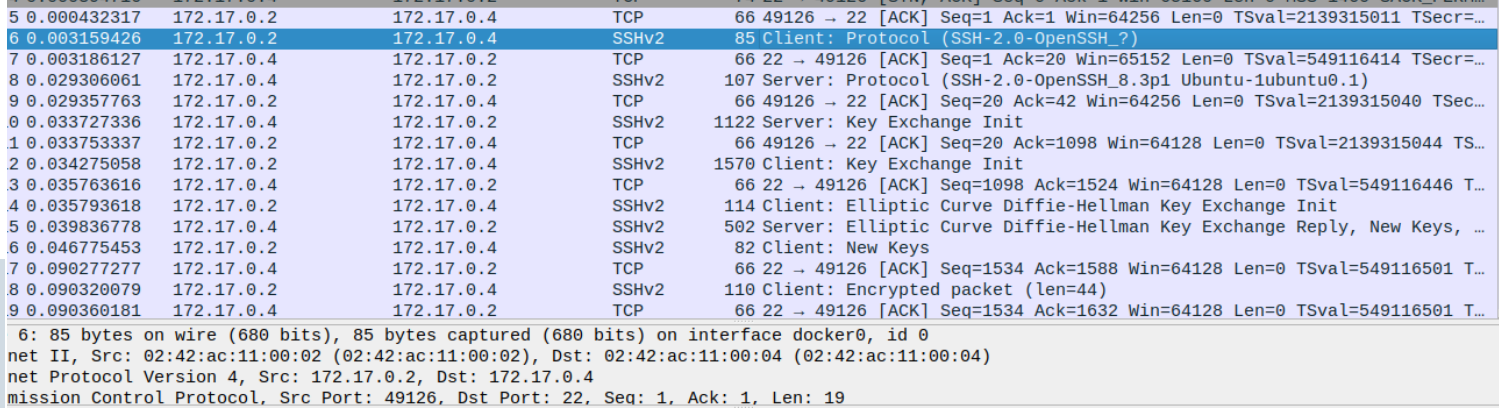 5 0.000432317 172.17.0.2 172.17.0.4 TCP 66 49126 → 22 [ACK] Seq=1 Ack=1 Win=64256 Len=0 TSval=2139315011 TSecr=…
6 0.003159426 172.17.0.2 172.17.0.4 SSHv2 85 Client: Protocol (SSH-2.0-OpenSSH_?)
7 0.003186127 172.17.0.4 172.17.0.2 TCP 66 22 → 49126 [ACK] Seq=1 Ack=20 Win=65152 Len=0 TSval=549116414 TSecr=…
8 0.029306061 172.17.0.4 172.17.0.2 SSHv2 107 Server: Protocol (SSH-2.0-OpenSSH_8.3p1 Ubuntu-1ubuntu0.1)
9 0.029357763 172.17.0.2 172.17.0.4 TCP 66 49126 → 22 [ACK] Seq=20 Ack=42 Win=64256 Len=0 TSval=2139315040 TSec…
0 0.033727336 172.17.0.4 172.17.0.2 SSHv2 1122 Server: Key Exchange Init
1 0.033753337 172.17.0.2 172.17.0.4 TCP 66 49126 → 22 [ACK] Seq=20 Ack=1098 Win=64128 Len=0 TSval=2139315044 TS…
2 0.034275058 172.17.0.2 172.17.0.4 SSHv2 1570 Client: Key Exchange Init
3 0.035763616 172.17.0.4 172.17.0.2 TCP 66 22 → 49126 [ACK] Seq=1098 Ack=1524 Win=64128 Len=0 TSval=549116446 T…
4 0.035793618 172.17.0.2 172.17.0.4 SSHv2 114 Client: Elliptic Curve Diffie-Hellman Key Exchange Init
5 0.039836778 172.17.0.4 172.17.0.2 SSHv2 502 Server: Elliptic Curve Diffie-Hellman Key Exchange Reply, New Keys, …
6 0.046775453 172.17.0.2 172.17.0.4 SSHv2 82 Client: New Keys
7 0.090277277 172.17.0.4 172.17.0.2 TCP 66 22 → 49126 [ACK] Seq=1534 Ack=1588 Win=64128 Len=0 TSval=549116501 T…
8 0.090320079 172.17.0.2 172.17.0.4 SSHv2 110 Client: Encrypted packet (len=44)
9 0.090360181 172.17.0.4 172.17.0.2 TCP 66 22 → 49126 [ACK] Seq=1534 Ack=1632 Win=64128 Len=0 TSval=549116501 T…
6: 85 bytes on wire (680 bits), 85 bytes captured (680 bits) on interface docker0, id 0
net II, Src: 02:42:ac:11:00:02 (02:42:ac:11:00:02), Dst: 02:42:ac:11:00:04 (02:42:ac:11:00:04)
net Protocol Version 4, Src: 172.17.0.2, Dst: 172.17.0.4
mission Control Protocol, Src Port: 49126, Dst Port: 22, Seq: 1, Ack: 1, Len: 19